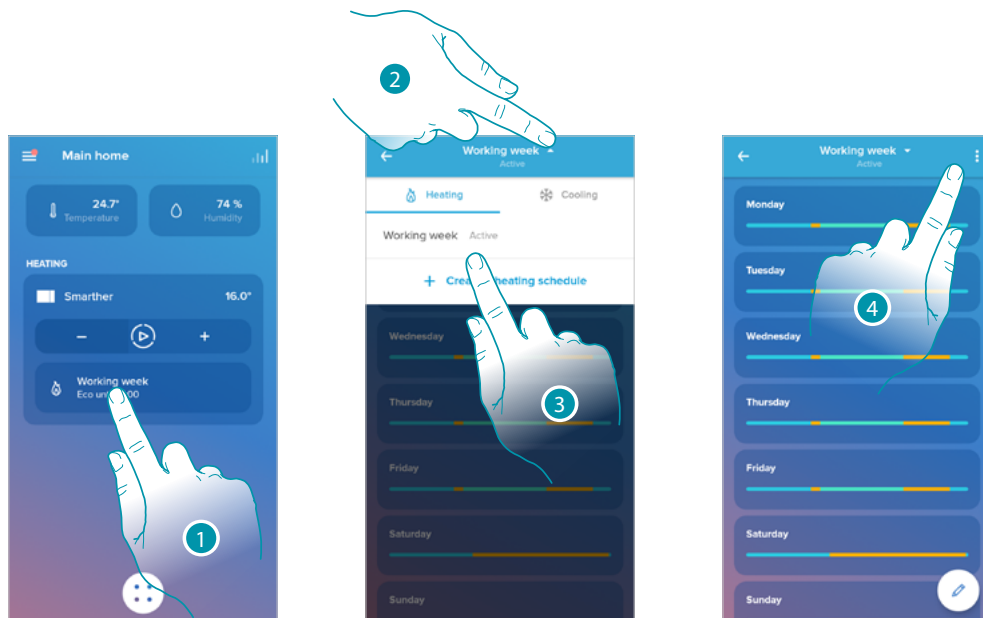 2
Main home
24.7°
Temperature
74 %
Humidity
HEATING
Smarther 16.0°
− +
Working week
Eco
1
Working week
Active
Heating Cooling
Working week Active
+ heating schedule
Wednesday
Thursday
Friday
Saturday
Sunday
3
Working week
Active
Monday
Tuesday
Wednesday
Thursday
Friday
Saturday
Sunday
4